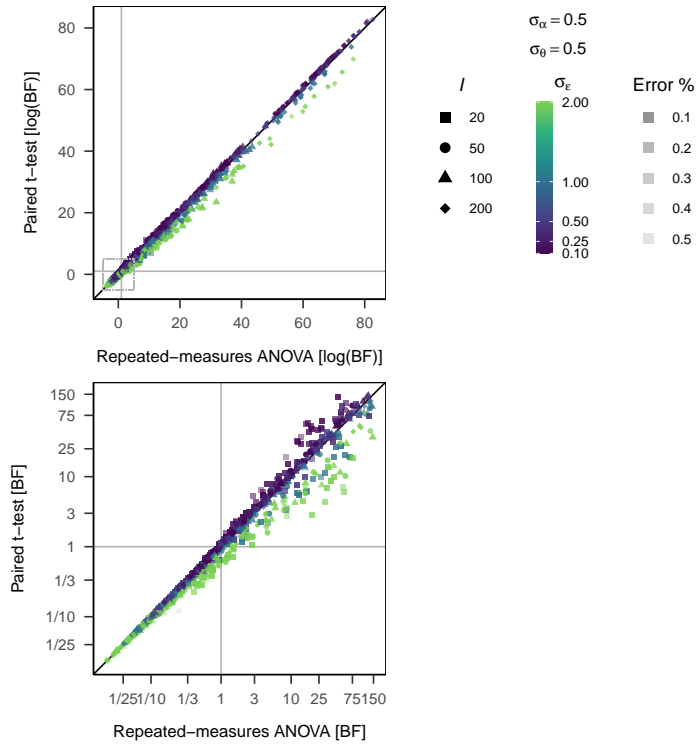 σα = 0.5
σθ = 0.5
I
20
50
100
200
σε
2.00
1.00
0.50
0.25
0.10
Error %
0.1
0.2
0.3
0.4
0.5
Paired t−test [log(BF)]
80
60
40
20
0
0 20 40 60 80
Repeated−measures ANOVA [log(BF)]
Paired t−test [BF]
150
75
25
10
3
1
1/3
1/10
1/25
1/25 1/10 1/3 1 3 10 25 75 150
Repeated−measures ANOVA [BF]